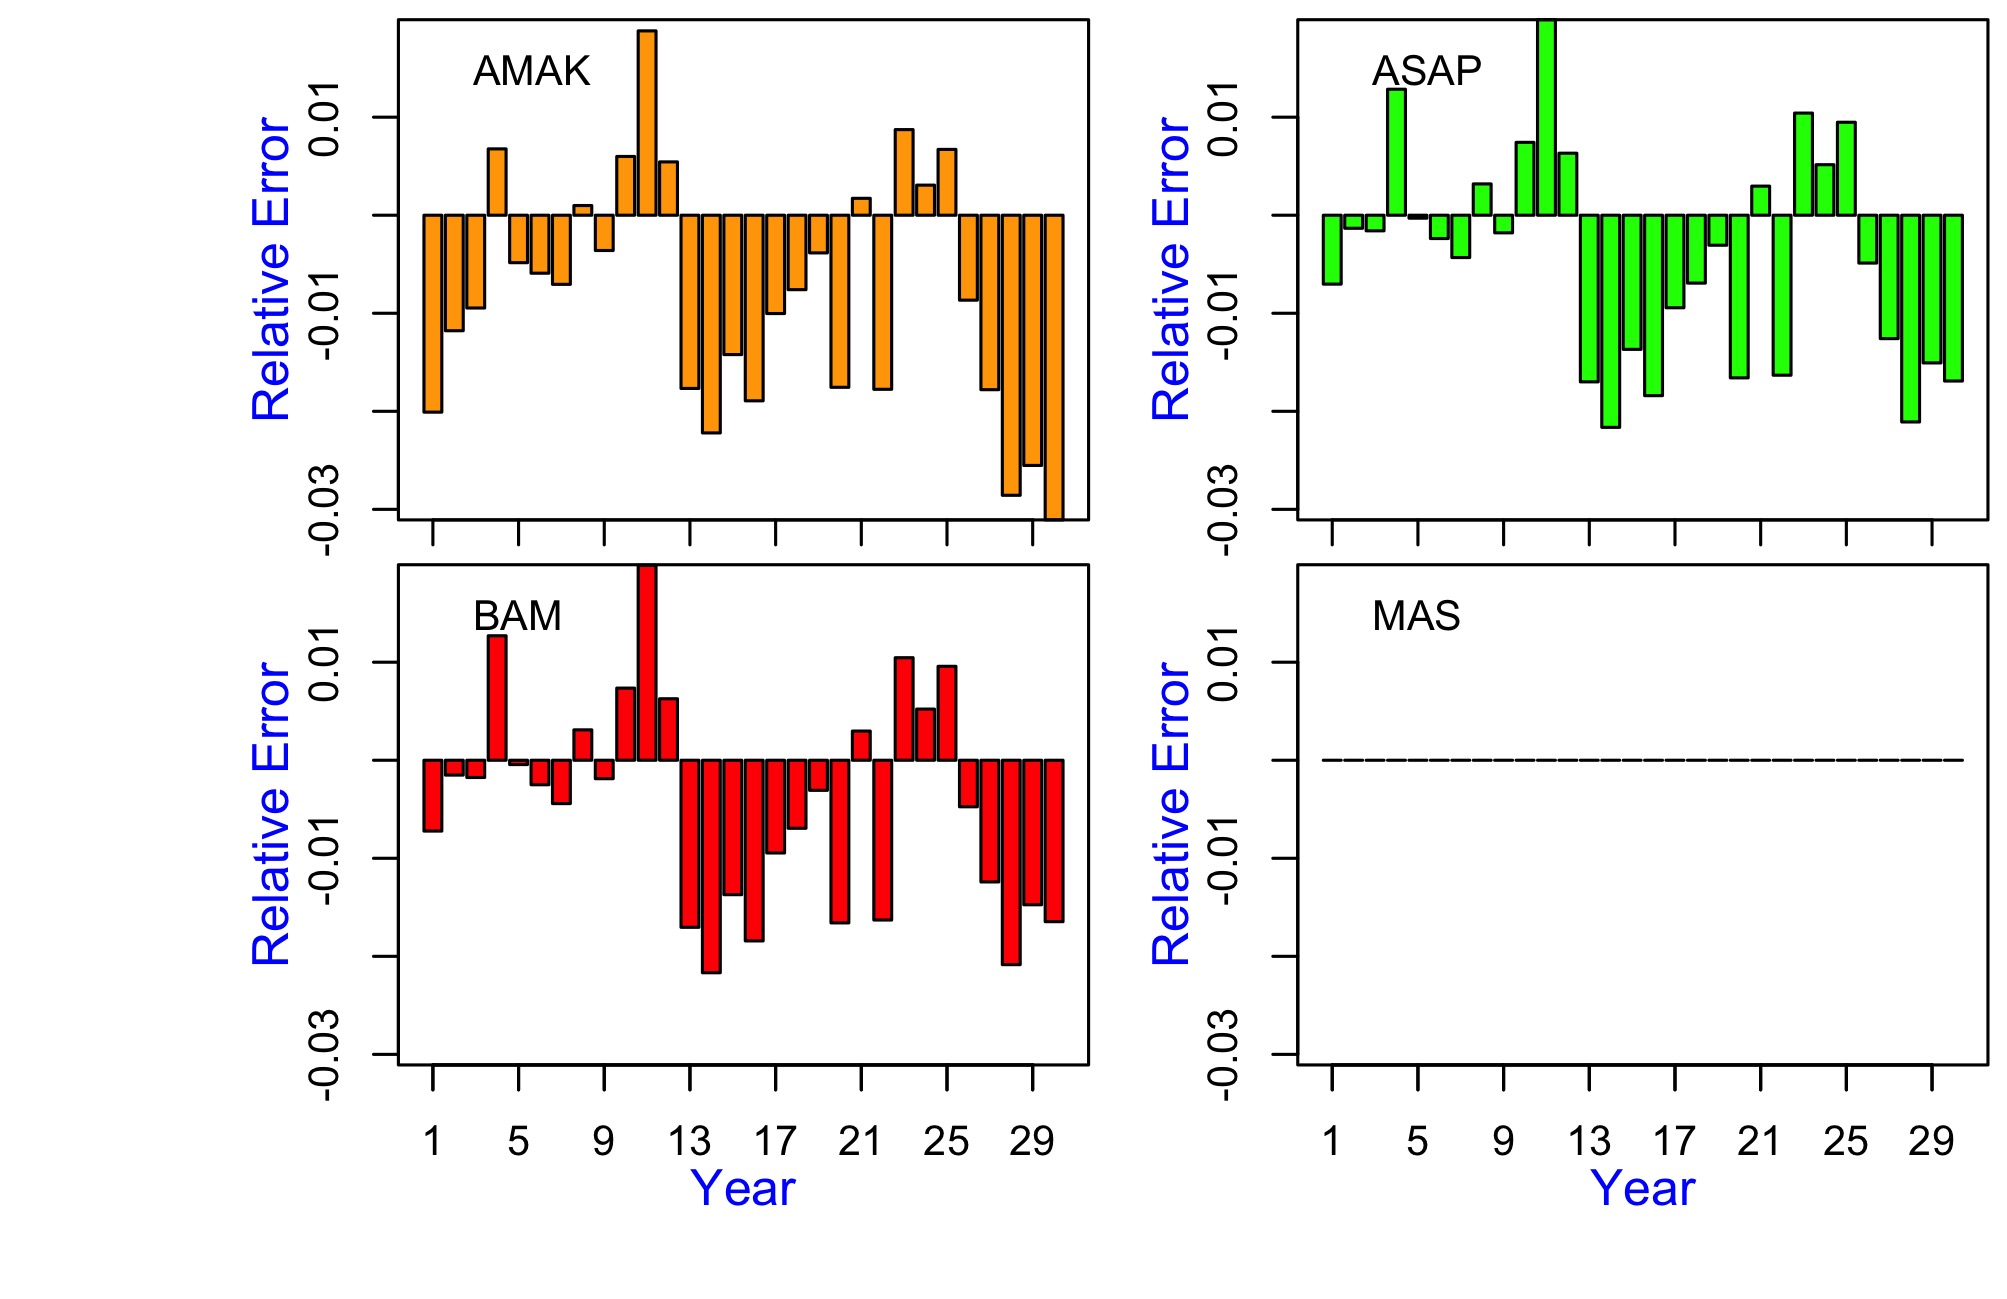 AMAK
Relative Error
0.01
-0.01
-0.03
ASAP
Relative Error
0.01
-0.01
-0.03
BAM
Relative Error
0.01
-0.01
-0.03
1 5 9 13 17 21 25 29
Year
MAS
Relative Error
0.01
-0.01
-0.03
1 5 9 13 17 21 25 29
Year